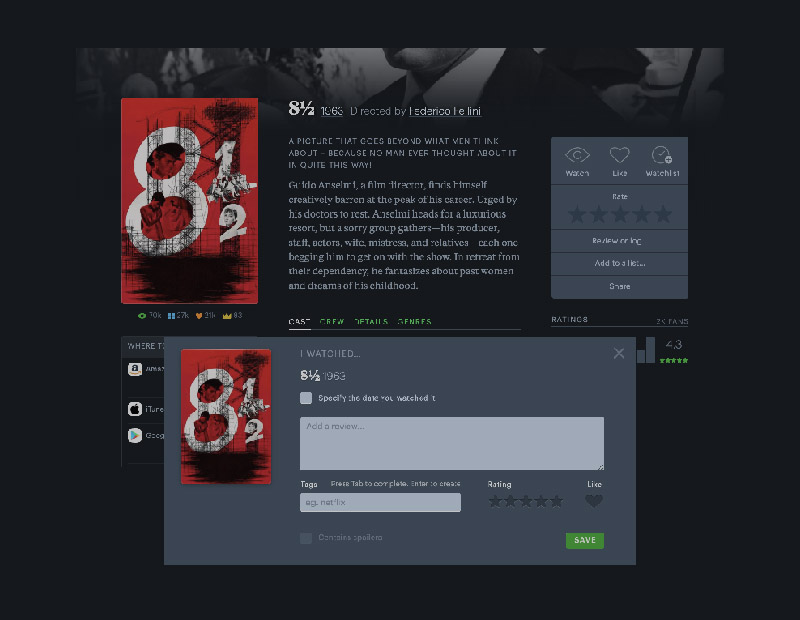 8½ 1963 Directed by Federico Fellini
A PICTURE THAT GOES BEYOND WHAT MEN THINK
ABOUT – BECAUSE NO MAN EVER THOUGHT ABOUT IT
IN QUITE THIS WAY!
Guido Anselmi, a film director, finds himself
creatively barren at the peak of his career. Urged by
his doctors to rest, Anselmi heads for a luxurious
resort, but a sorry group gathers—his producer,
staff, actors, wife, mistress, and relatives—each one
begging him to get on with the show. In retreat from
their dependency, he fantasizes about past women
and dreams of his childhood.
8½
70k 27k 21k 83
Watch Like Watchlist
Rate
Review or log
Add to a list...
Share
CAST CREW DETAILS GENRES
RATINGS 2K FANS
4.3
WHERE T
Amaz
iTune
Goog
8½
I WATCHED...
8½ 1963
Specify the date you watched it
Add a review...
Tags Press Tab to complete, Enter to create
eg. netflix
Rating Like
Contains spoilers
SAVE